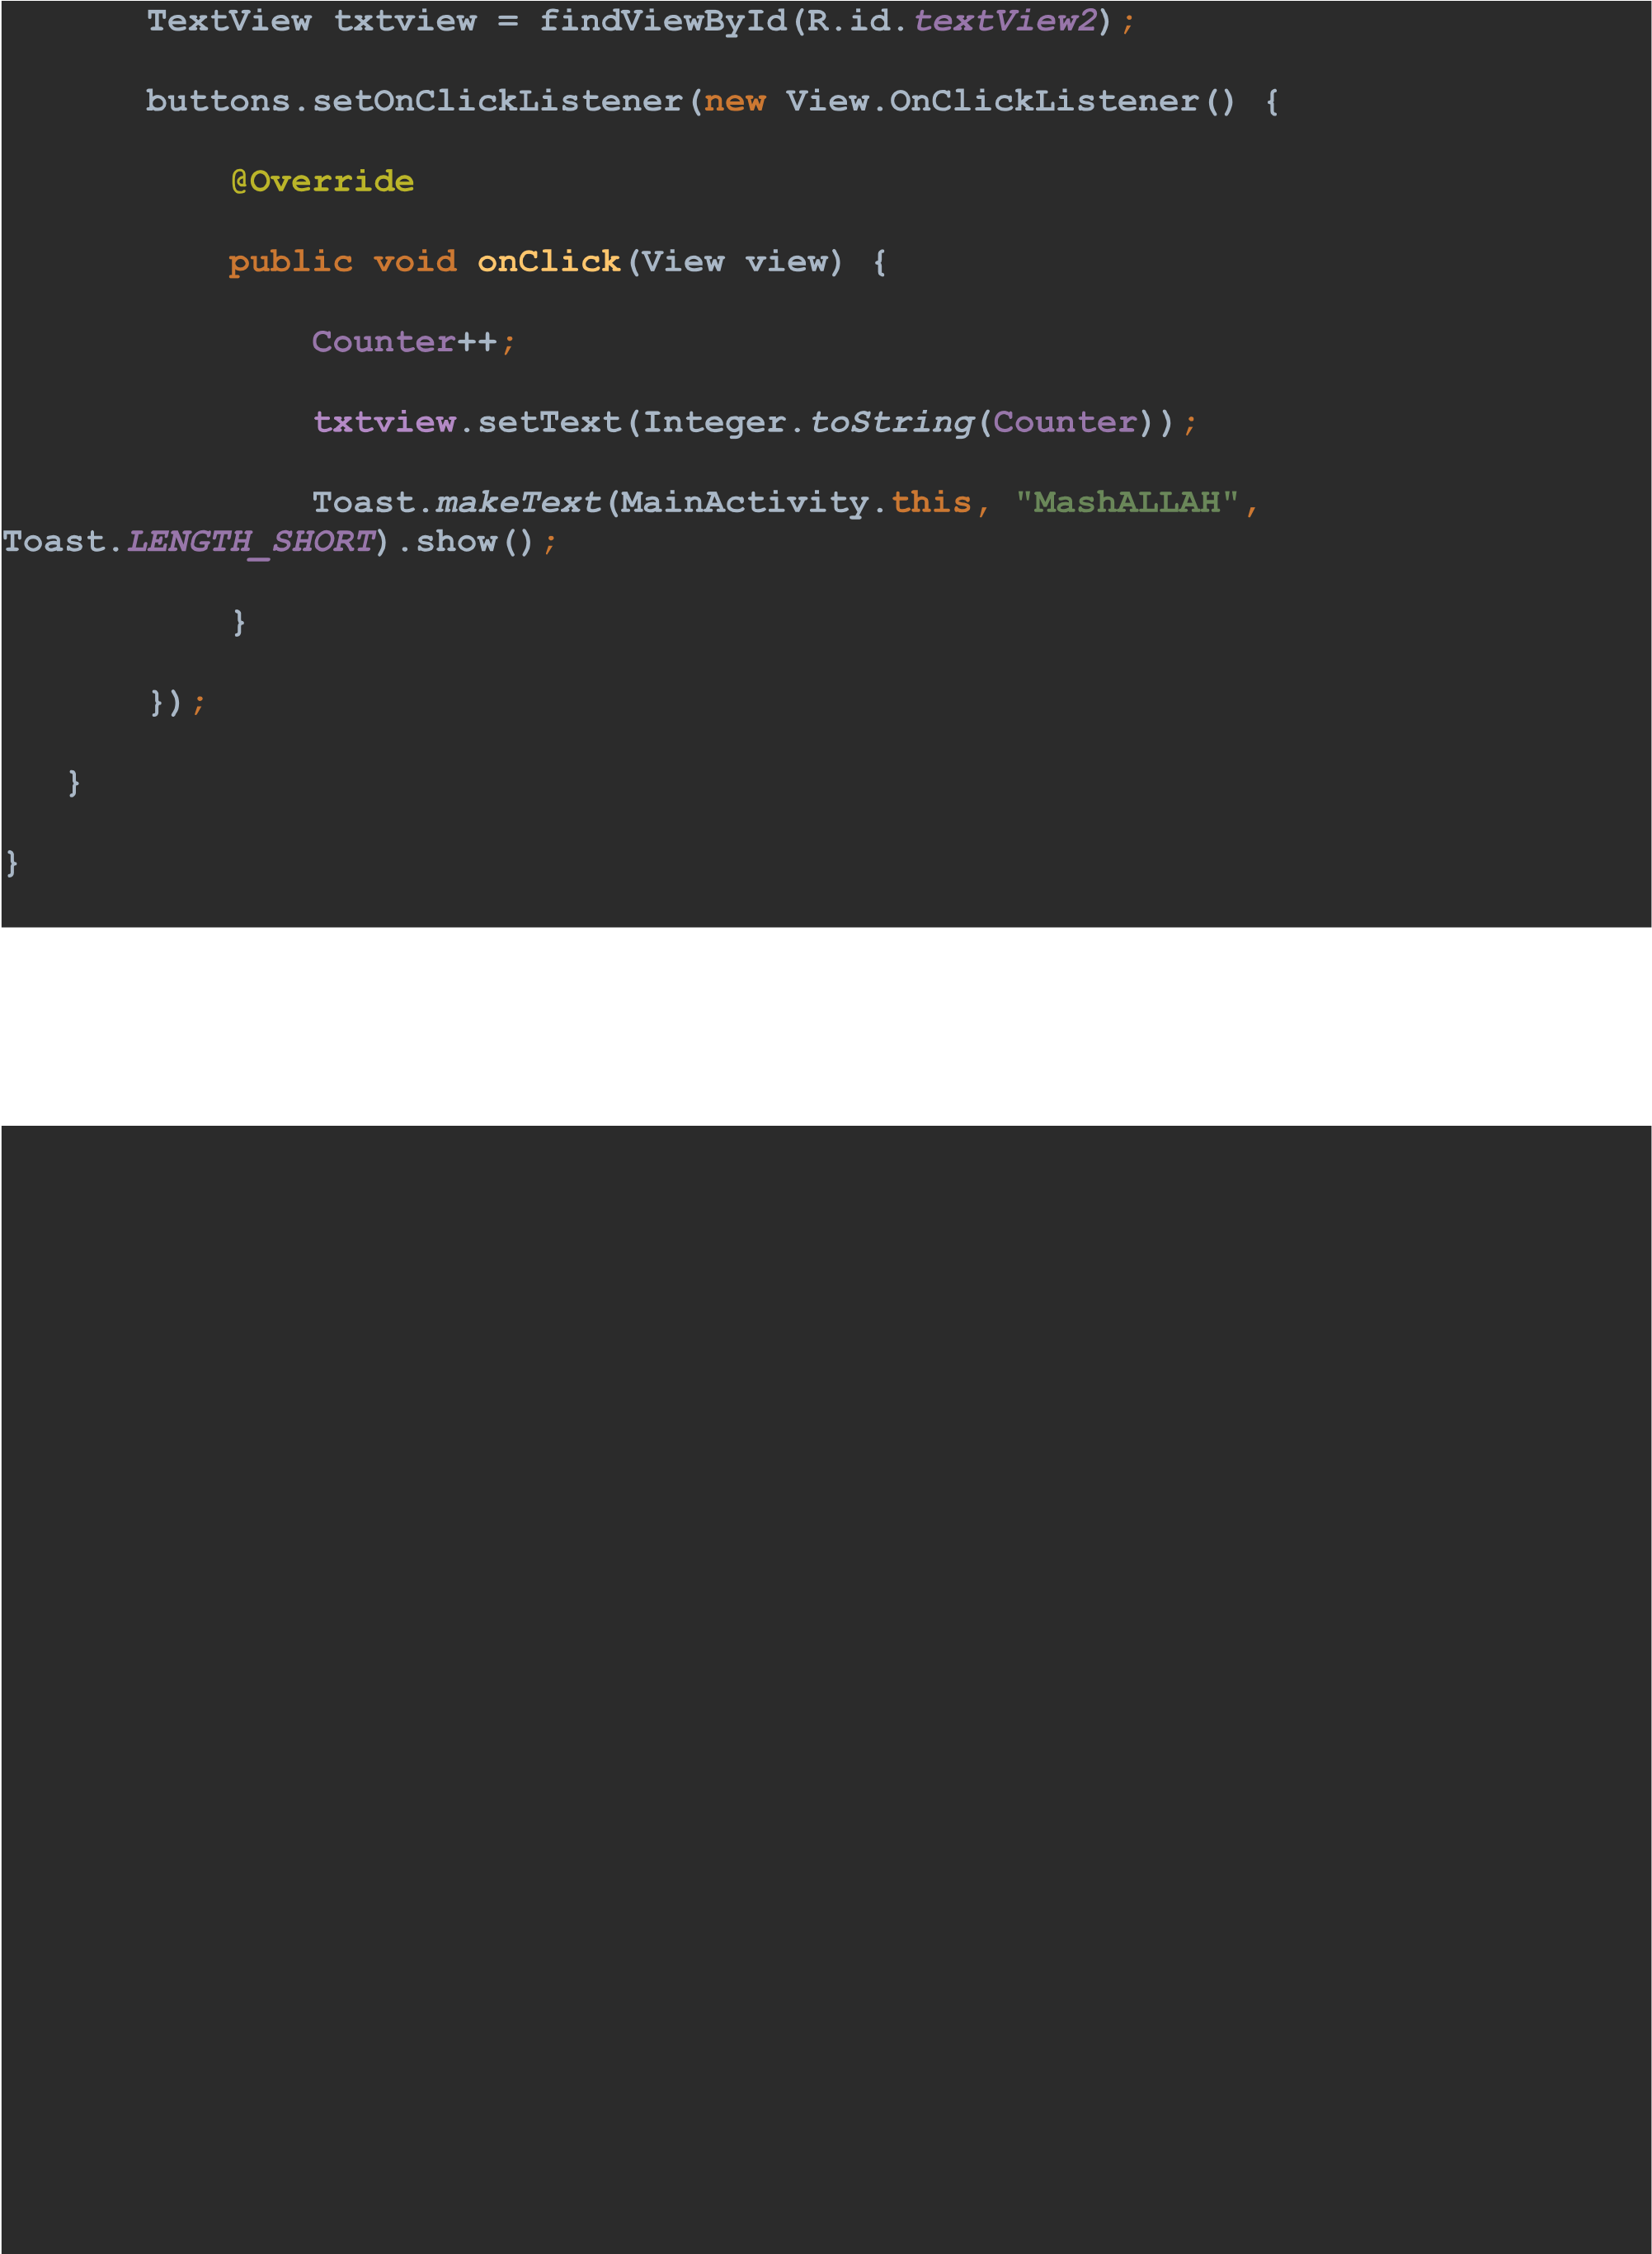 TextView txtview = findViewById(R.id.textView2);
buttons.setOnClickListener(new View.OnClickListener() {
@Override
public void onClick(View view) {
Counter++;
txtview.setText(Integer.toString(Counter));
Toast.makeText(MainActivity.this, "MashALLAH",
Toast.LENGTH_SHORT).show();
}
});
}
}